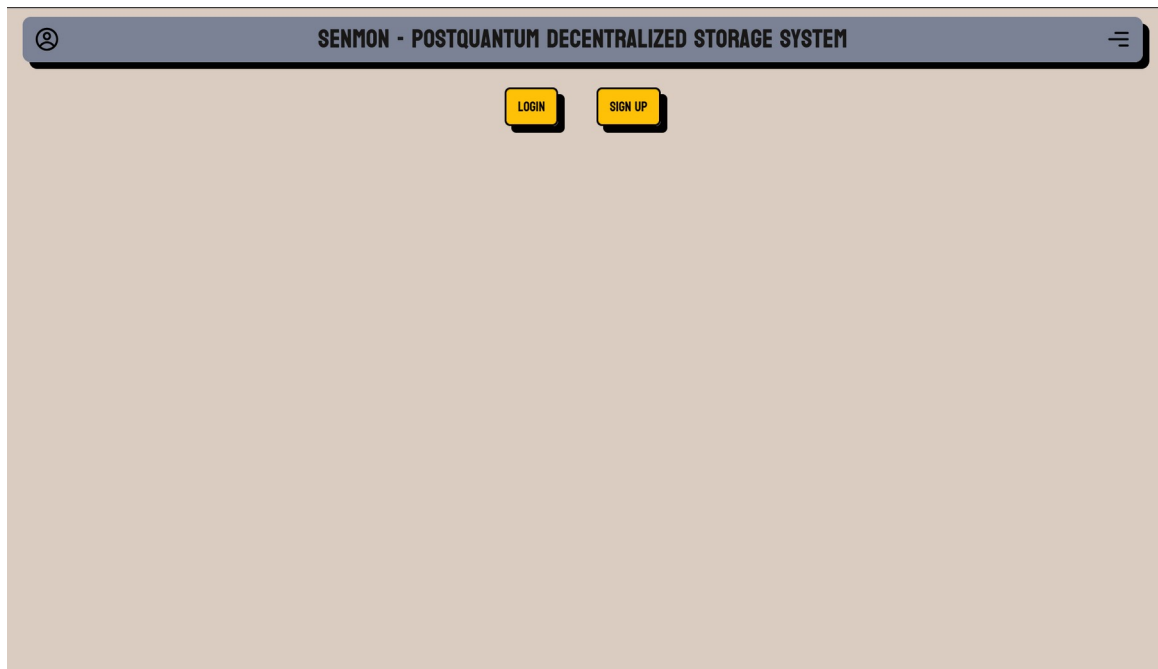 SENMON - POSTQUANTUM DECENTRALIZED STORAGE SYSTEM
LOGIN
SIGN UP